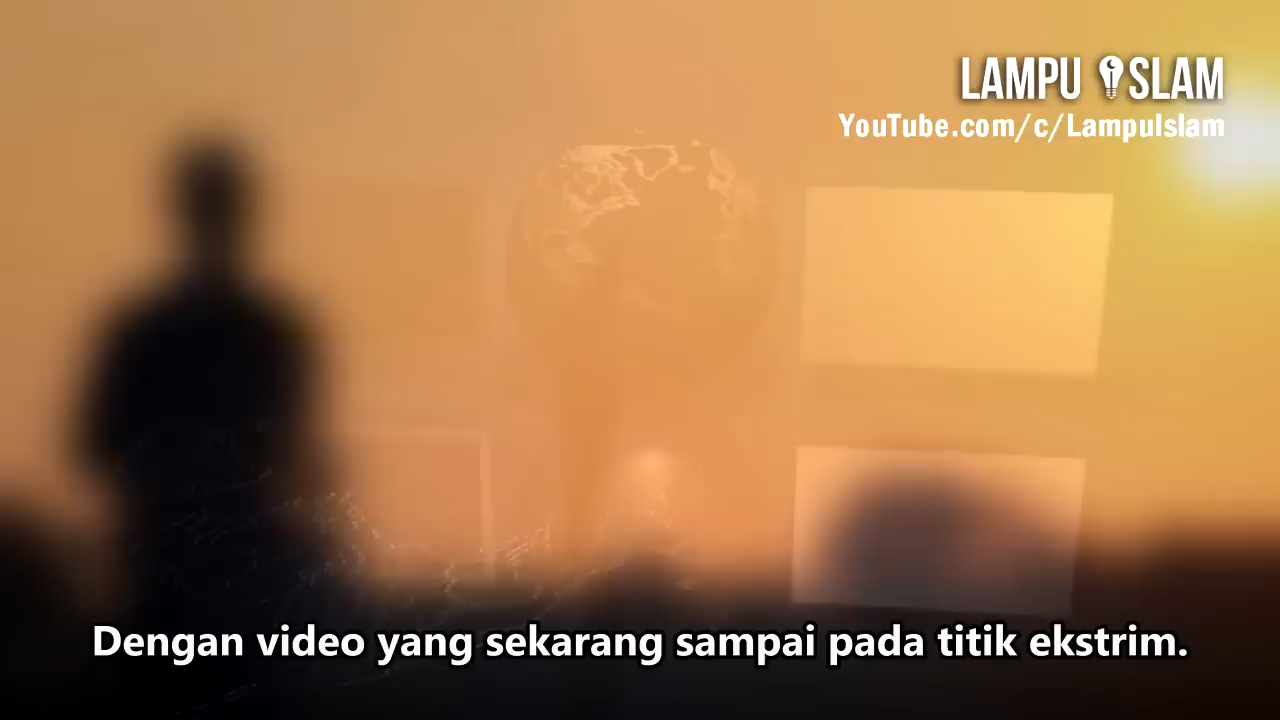 LAMPU ISLAM
YouTube.com/c/LampuIslam
Dengan video yang sekarang sampai pada titik ekstrim.